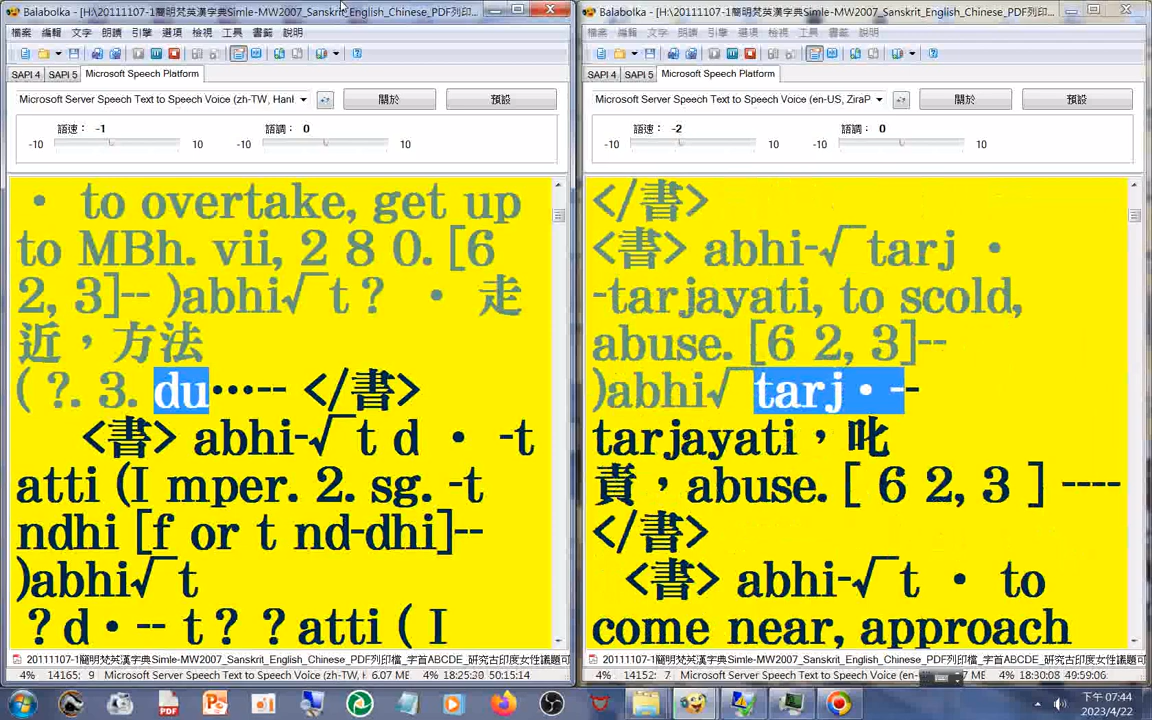 Balabolka - [H:\20111107-1簡明梵英漢字典Simle-MW2007_Sanskrit_English_Chinese_PDF列印...
檔案 編輯 文字 朗讀 引擎 選項 檢視 工具 書籤 說明
SAPI 4 SAPI 5 Microsoft Speech Platform
Microsoft Server Speech Text to Speech Voice (zh-TW, Hanl 關於 預設
語速： -1 語調： 0
-10 10 -10 10
• to overtake, get up
to MBh. vii, 2 8 0. [6
2, 3]-- )abhi√t？ • 走
近，方法
( ?. 3. du…-- </書>
<書> abhi-√t d • -t
atti (I mper. 2. sg. -t
ndhi [f or t nd-dhi]--
)abhi√t
？d•-- t？？atti ( I
20111107-1簡明梵英漢字典Simle-MW2007_Sanskrit_English_Chinese_PDF列印檔_字首ABCDE_研究古印度女性議題可
4% 14165: 9 Microsoft Server Speech Text to Speech Voice (zh-TW, 6.07 MB 4% 18:25:30 50:15:14
Balabolka - [H:\20111107-1簡明梵英漢字典Simle-MW2007_Sanskrit_English_Chinese_PDF列印...
檔案 編輯 文字 朗讀 引擎 選項 檢視 工具 書籤 說明
SAPI 4 SAPI 5 Microsoft Speech Platform
Microsoft Server Speech Text to Speech Voice (en-US, ZiraP 關於 預設
語速： -2 語調： 0
-10 10 -10 10
</書>
<書> abhi-√tarj •
-tarjayati, to scold,
abuse. [6 2, 3]--
)abhi√tarj• --
tarjayati，叱
責，abuse. [ 6 2, 3 ] ----
</書>
<書> abhi-√t • to
come near, approach
20111107-1簡明梵英漢字典Simle-MW2007_Sanskrit_English_Chinese_PDF列印檔_字首ABCDE_研究古印度女性議題可
4% 14152: 7 Microsoft Server Speech Text to Speech Voice 4% 18:30:08 49:59:06
下午 07:44
2023/4/22